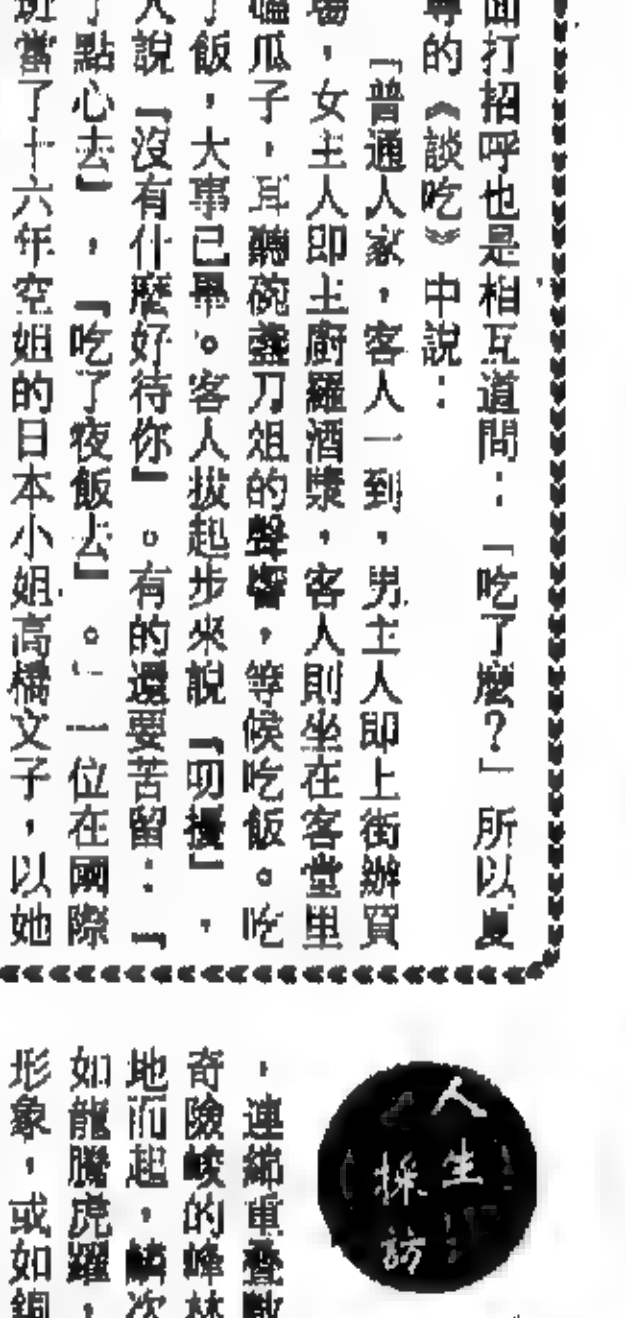 面打招呼也是相互道問：「吃了麼？」所以夏
的《談吃》中說：
「普通人家，客人一到，男主人即上街辦買
場，女主人即主廚羅酒漿，客人則坐在客堂里
嗑瓜子，耳聽碗盞刀俎的聲響，等候吃飯。吃
了飯，大事已畢。客人拔起步來說「叨擾」，
人說「沒有什麼好待你」。有的還要苦留：「
了點心去」，「吃了夜飯去」。」一位在國際
班當了十六年空姐的日本小姐高橋文子，以她
人生
採訪
，連綿重疊
奇險峻的峰林
地而起，鱗次
如龍騰虎躍，
形象，或如銅